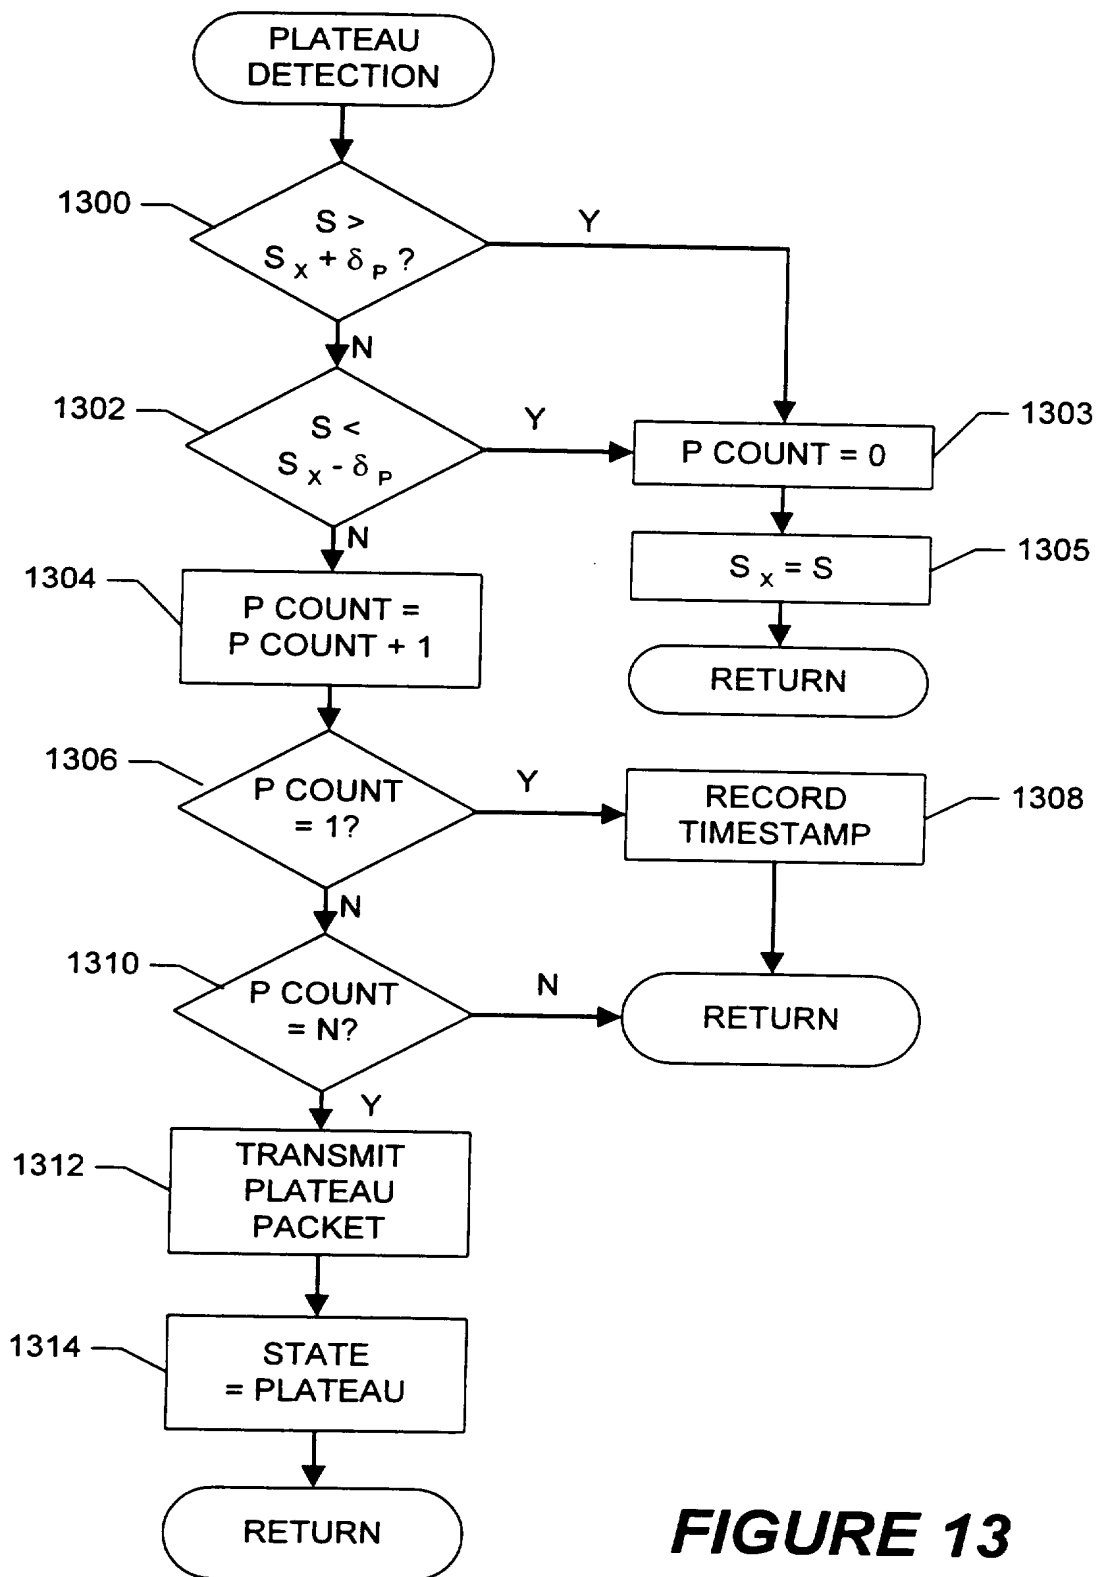 PLATEAU
DETECTION
1300
S >
S X + δ P ?
Y
N
1302
S <
S X - δ P
Y
1303
P COUNT = 0
N
1305
S X = S
1304
P COUNT =
P COUNT + 1
RETURN
1306
P COUNT
= 1?
Y
RECORD
TIMESTAMP
1308
N
1310
P COUNT
= N?
N
RETURN
Y
1312
TRANSMIT
PLATEAU
PACKET
1314
STATE
= PLATEAU
RETURN
FIGURE 13